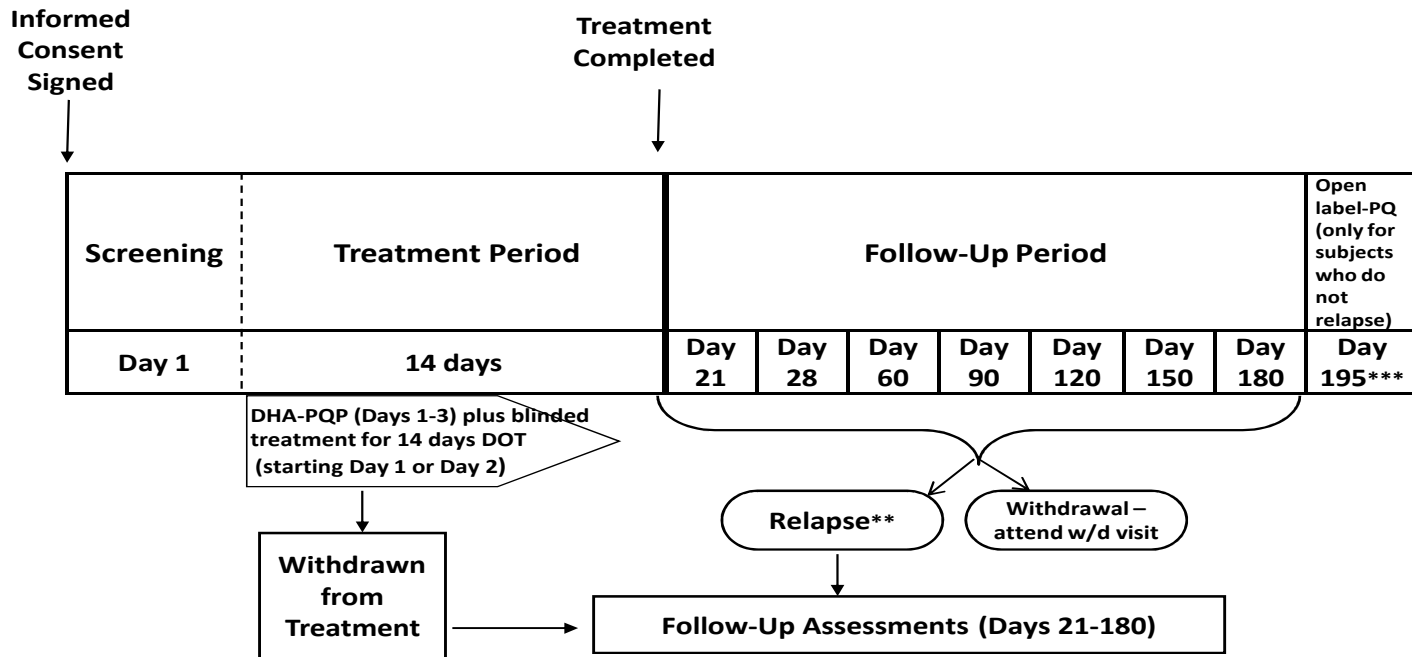 Informed
Consent
Signed
Treatment
Completed
Screening
Treatment Period
Follow-Up Period
Open
label-PQ
(only for
subjects
who do
not
relapse)
Day 1
14 days
Day
21
Day
28
Day
60
Day
90
Day
120
Day
150
Day
180
Day
195***
DHA-PQP (Days 1-3) plus blinded
treatment for 14 days DOT
(starting Day 1 or Day 2)
Relapse**
Withdrawal –
attend w/d visit
Withdrawn
from
Treatment
Follow-Up Assessments (Days 21-180)